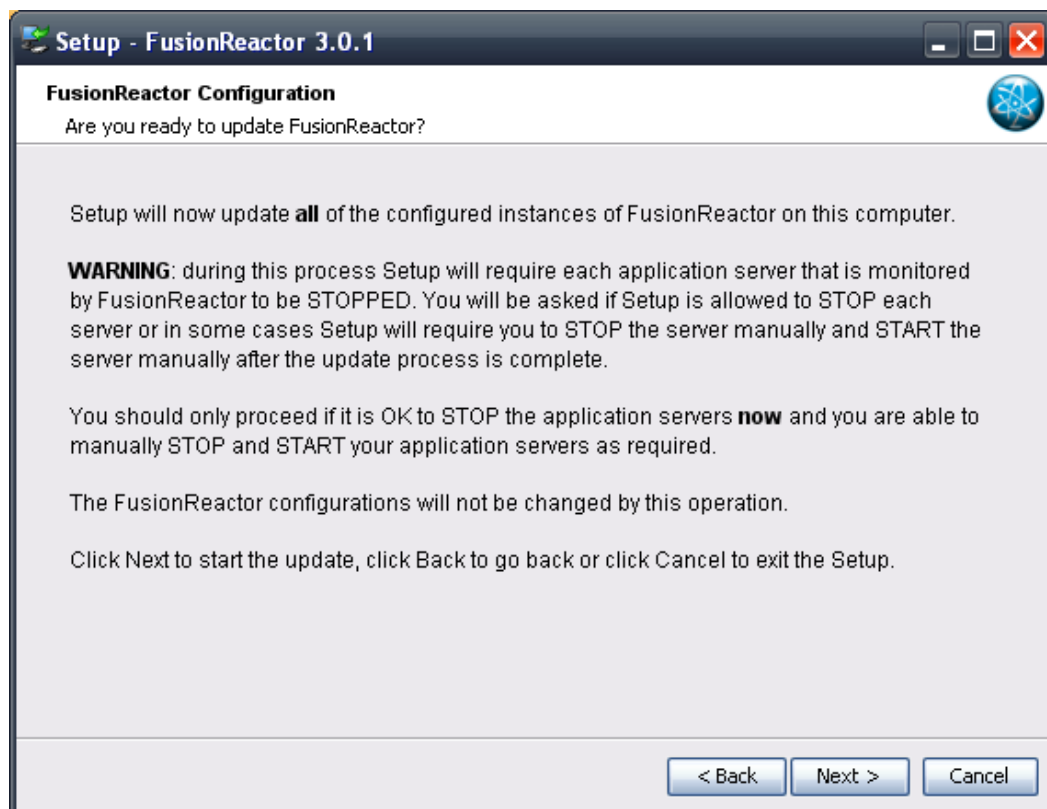 Setup - FusionReactor 3.0.1
FusionReactor Configuration
Are you ready to update FusionReactor?
Setup will now update all of the configured instances of FusionReactor on this computer.
WARNING: during this process Setup will require each application server that is monitored
by FusionReactor to be STOPPED. You will be asked if Setup is allowed to STOP each
server or in some cases Setup will require you to STOP the server manually and START the
server manually after the update process is complete.
You should only proceed if it is OK to STOP the application servers now and you are able to
manually STOP and START your application servers as required.
The FusionReactor configurations will not be changed by this operation.
Click Next to start the update, click Back to go back or click Cancel to exit the Setup.
< Back Next > Cancel